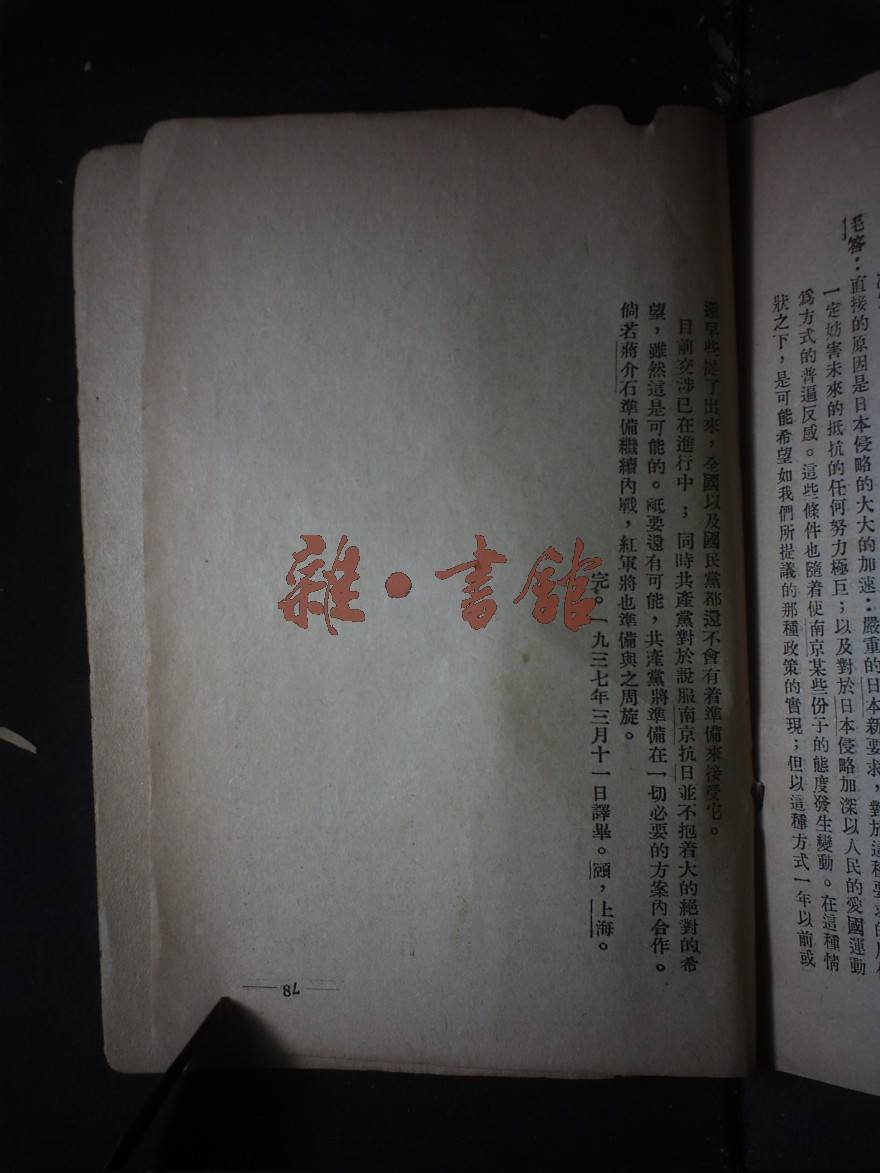 毛答：直接的原因是日本侵略的大大的加速：嚴重的日本新要求，對於這種要求的
一定妨害未來的抵抗的任何努力極巨；以及對於日本侵略加深以人民的愛國運動
爲方式的普遍反感。這些條件也隨着使南京某些份子的態度發生變動。在這種情
狀之下，是可能希望如我們所提議的那種政策的實現；但以這種方式一年以前或
還早些提了出來，全國以及國民黨都還不會有着準備來接受它。
目前交涉已在進行中；同時共產黨對於說服南京抗日並不抱着大的絕對的希
望，雖然這是可能的。祇要還有可能，共產黨將準備在一切必要的方案內合作。
倘若蔣介石準備繼續內戰，紅軍將也準備與之周旋。
完。一九三七年三月十一日譯畢。頤，上海。
78
雜·書館